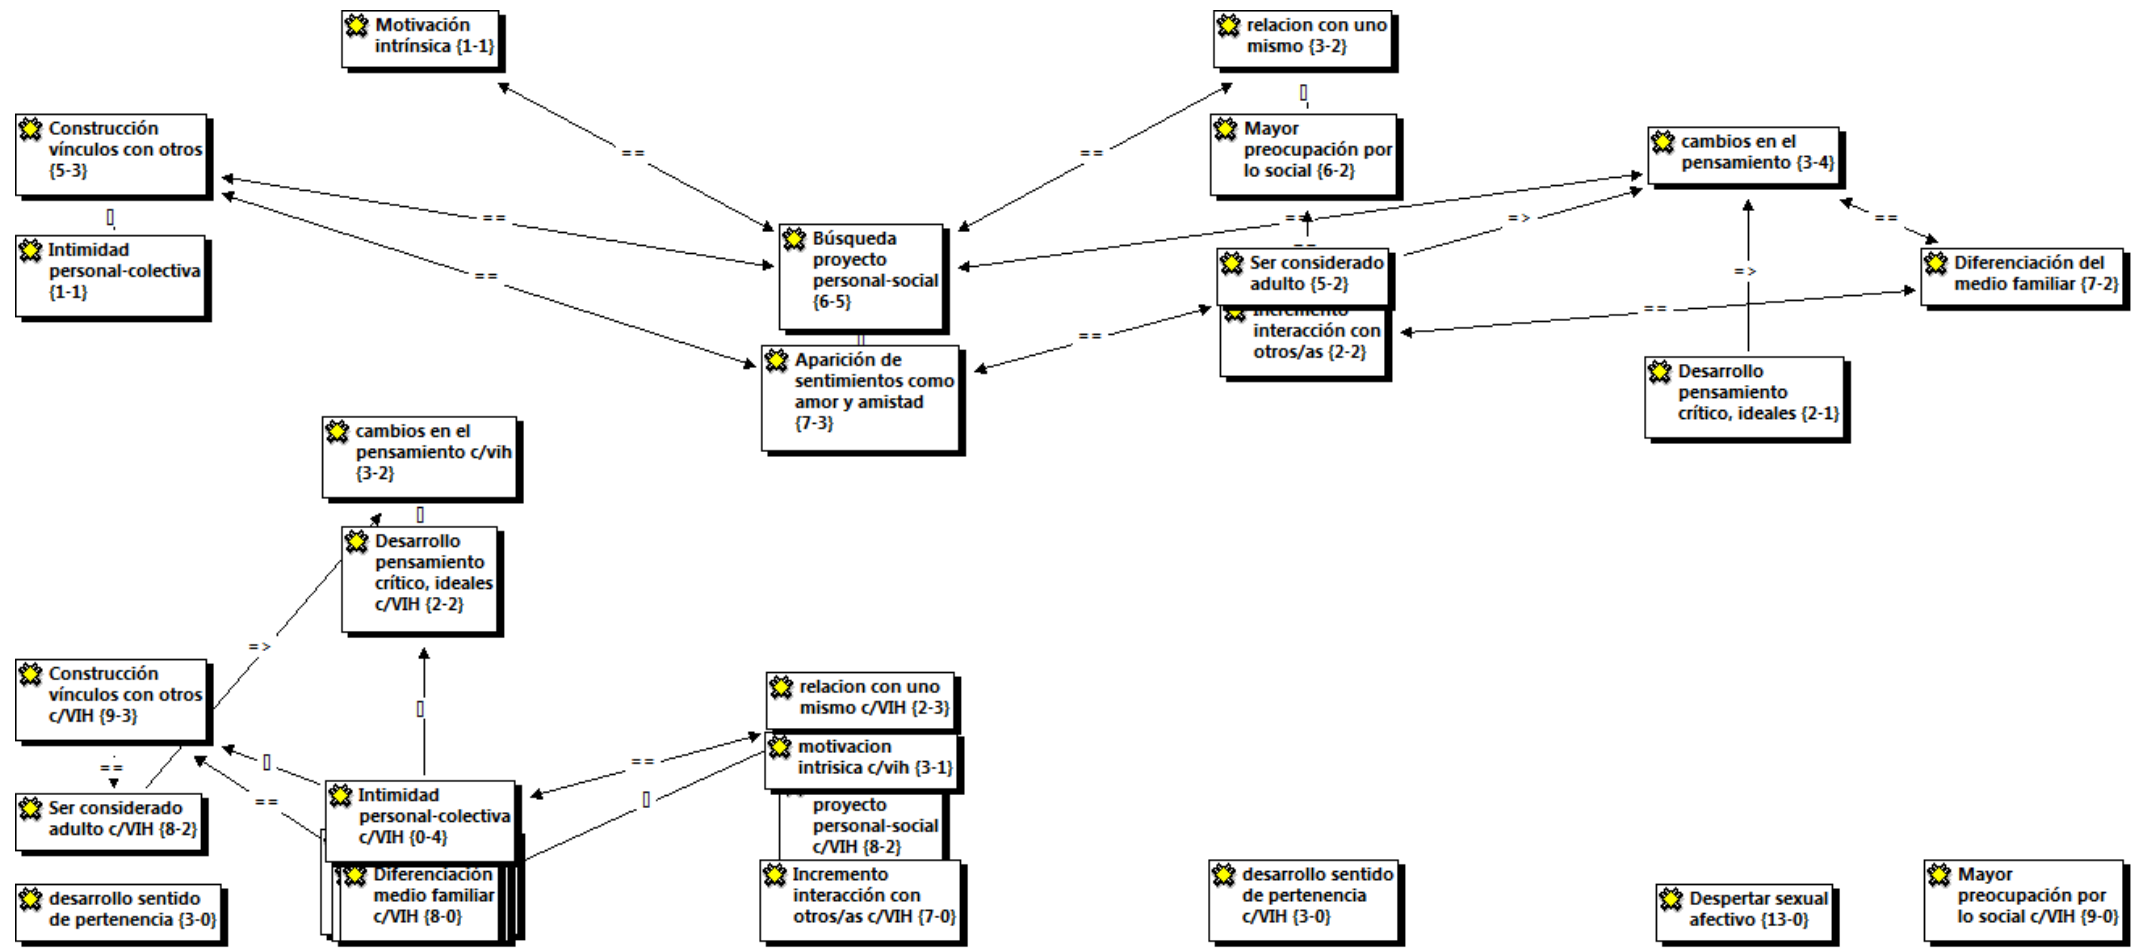 Motivación
intrínsica {1-1}
relacion con uno
mismo {3-2}
Construcción
vínculos con otros
{5-3}
Mayor
preocupación por
lo social {6-2}
cambios en el
pensamiento {3-4}
==
==
==
==
=>
==
Intimidad
personal-colectiva
{1-1}
Búsqueda
proyecto
personal-social
{6-5}
Ser considerado
adulto {5-2}
Diferenciación del
medio familiar {7-2}
==
=>
==
==
Incremento
interacción con
otros/as {2-2}
Aparición de
sentimientos como
amor y amistad
{7-3}
Desarrollo
pensamiento
crítico, ideales {2-1}
cambios en el
pensamiento c/vih
{3-2}
Desarrollo
pensamiento
crítico, ideales
c/VIH {2-2}
=>
Construcción
vínculos con otros
c/VIH {9-3}
relacion con uno
mismo c/VIH {2-3}
motivacion
intrisica c/vih {3-1}
==
==
==
Ser considerado
adulto c/VIH {8-2}
Intimidad
personal-colectiva
c/VIH {0-4}
proyecto
personal-social
c/VIH {8-2}
desarrollo sentido
de pertenencia {3-0}
Diferenciación
medio familiar
c/VIH {8-0}
Incremento
interacción con
otros/as c/VIH {7-0}
desarrollo sentido
de pertenencia
c/VIH {3-0}
Despertar sexual
afectivo {13-0}
Mayor
preocupación por
lo social c/VIH {9-0}